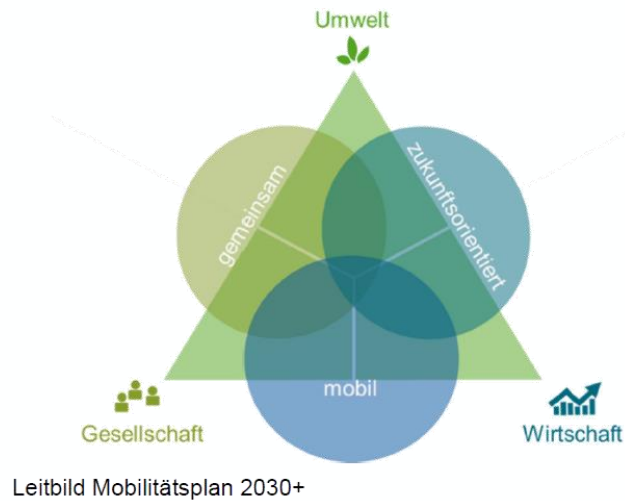 Umwelt
gemeinsam
zukunftsorientiert
mobil
Gesellschaft
Wirtschaft
Leitbild Mobilitätsplan 2030+